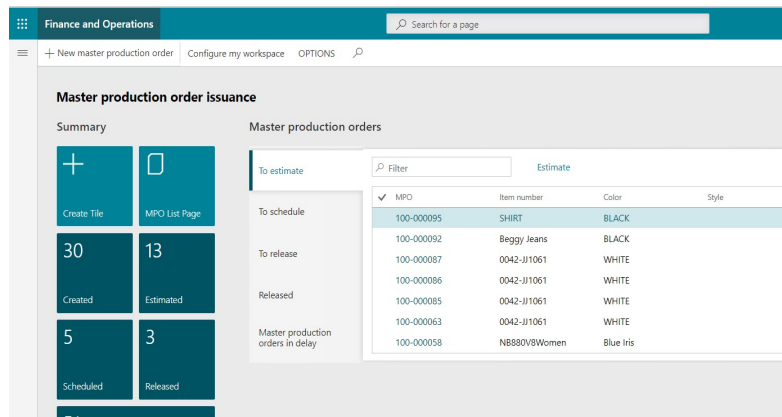 Finance and Operations
Search for a page
New master production order Configure my workspace OPTIONS
Master production order issuance
Summary
Create Tile
MPO List Page
30
Created
13
Estimated
5
Scheduled
3
Released
Master production orders
To estimate
To schedule
To release
Released
Master production
orders in delay
Filter
Estimate
MPO Item number Color Style
100-000095 SHIRT BLACK
100-000092 Beggy Jeans BLACK
100-000087 0042-JJ1061 WHITE
100-000086 0042-JJ1061 WHITE
100-000085 0042-JJ1061 WHITE
100-000063 0042-JJ1061 WHITE
100-000058 NB880V8Women Blue Iris